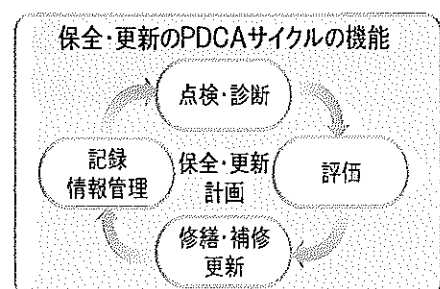 保全・更新のPDCAサイクルの機能
点検・診断
記録
情報管理
保全・更新
計画
評価
修繕・補修
更新